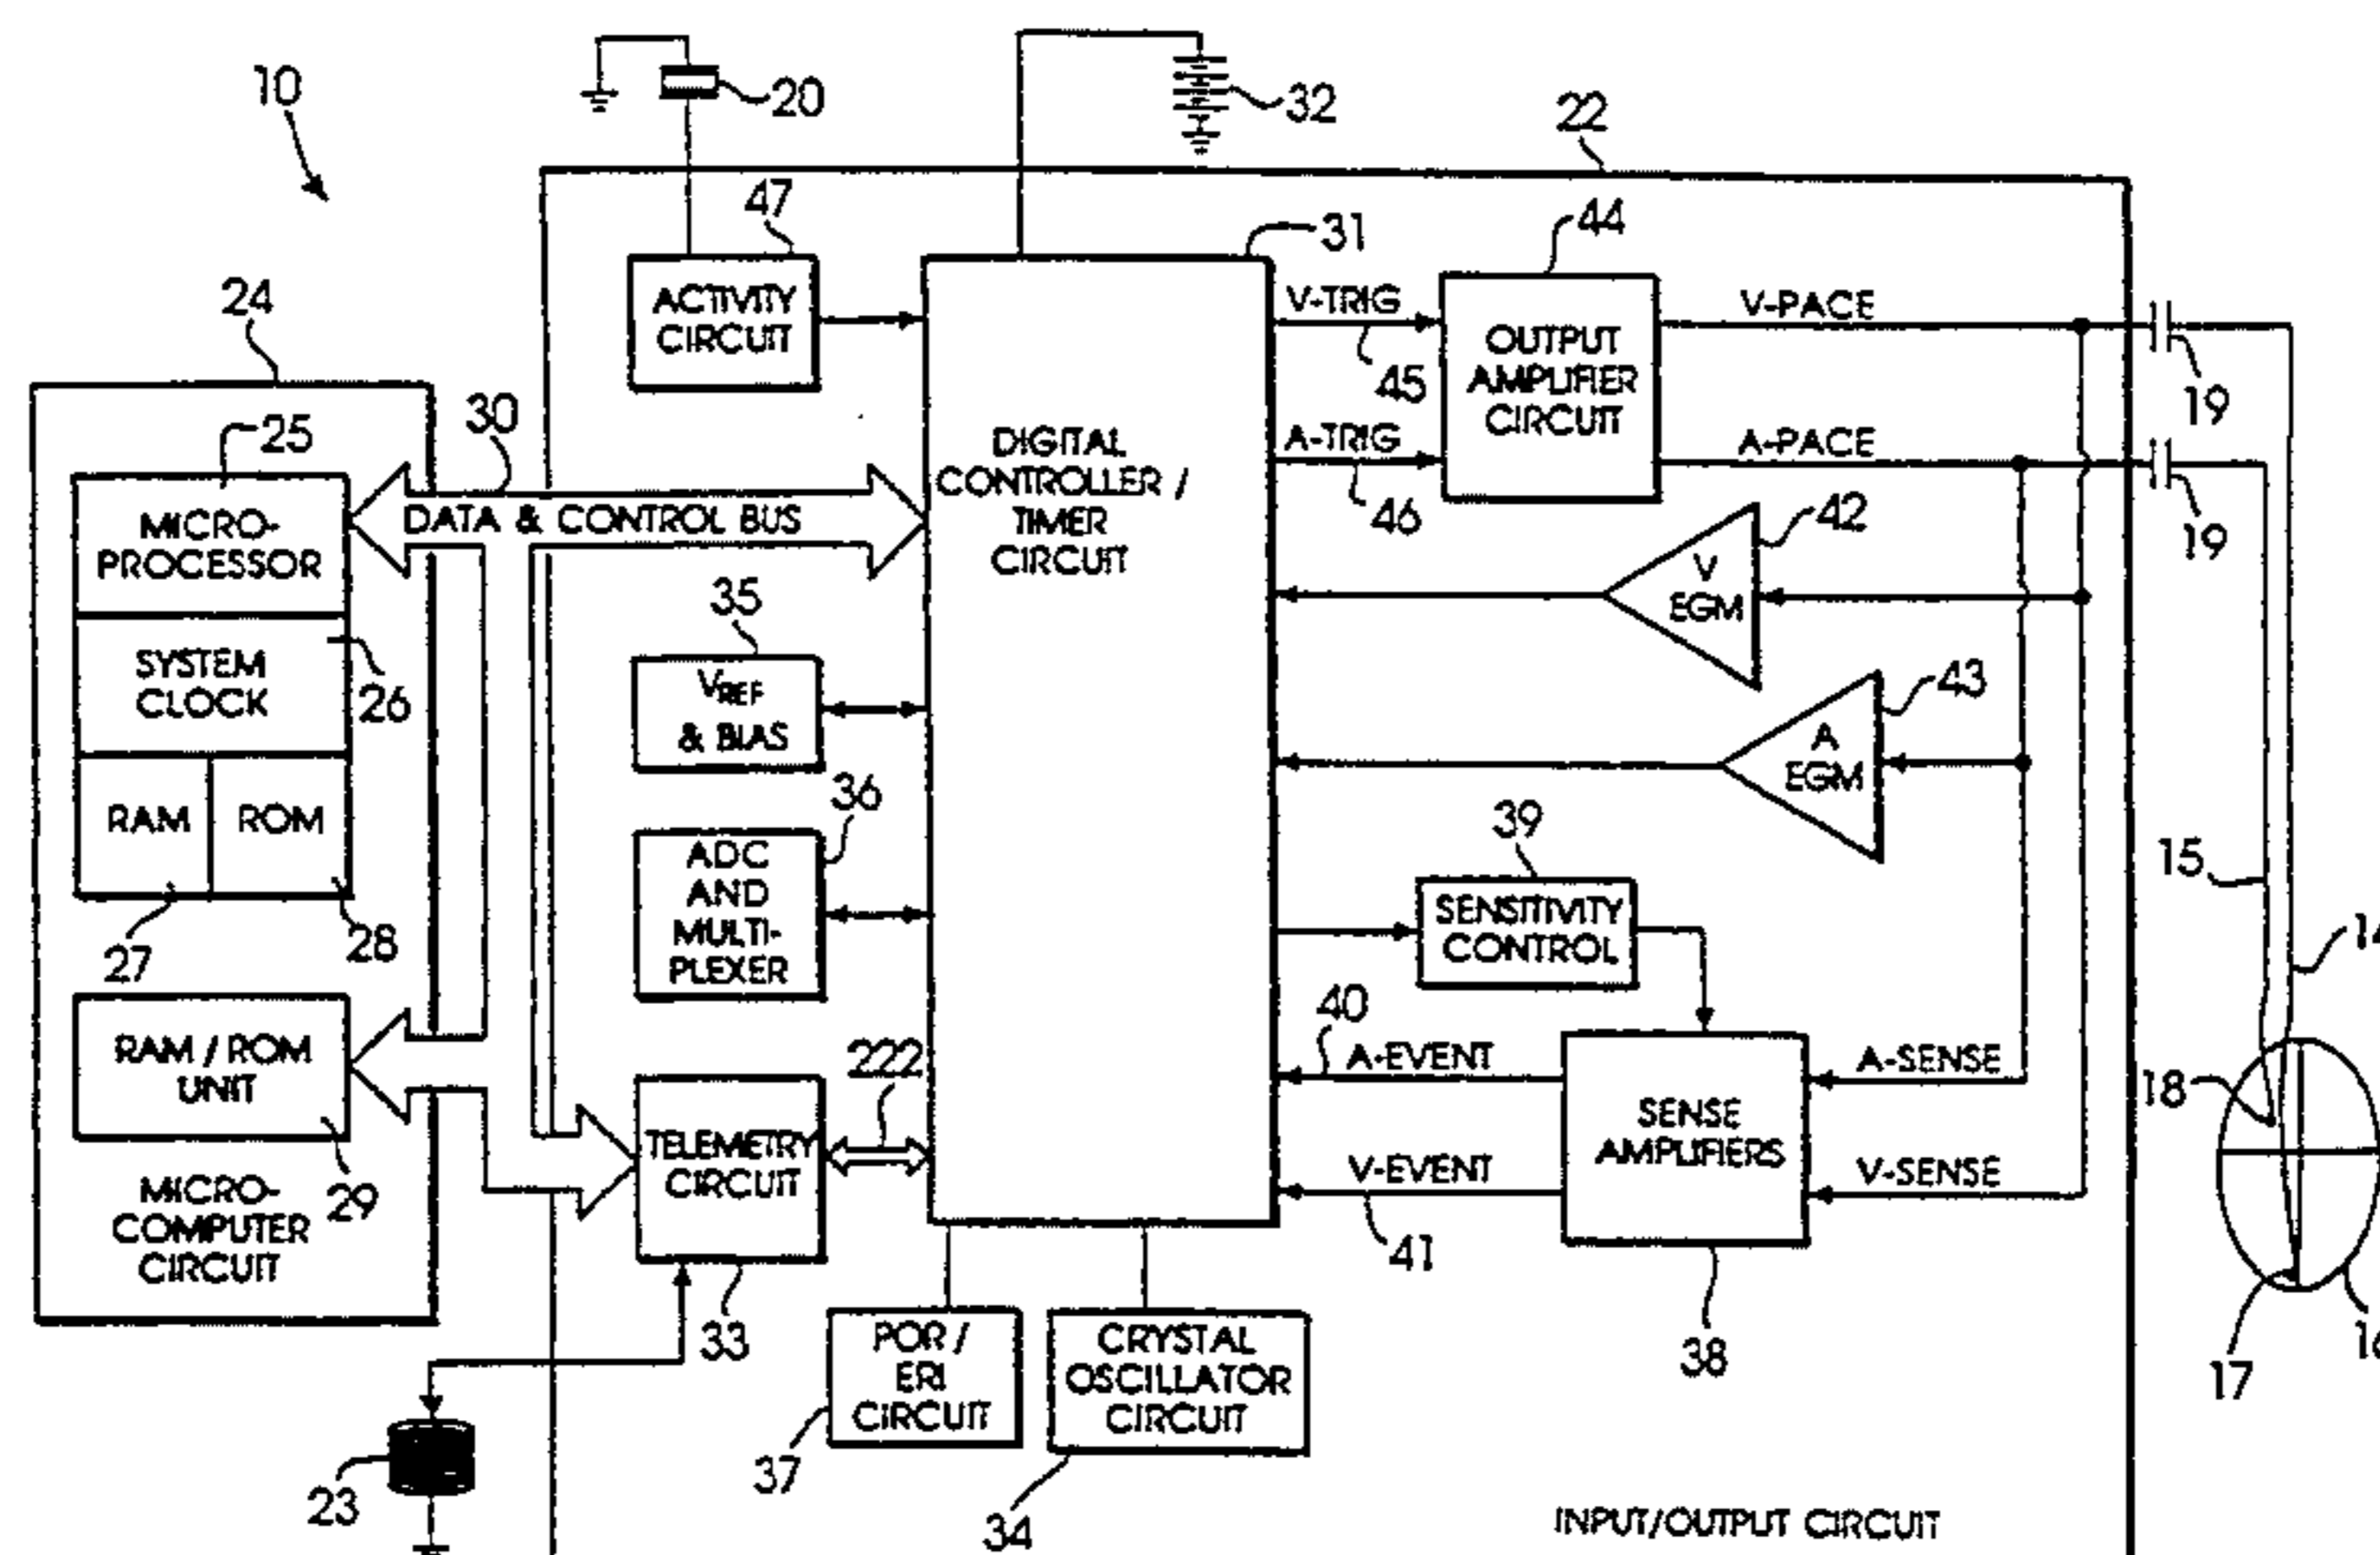 10
20
32
22
47
31
44
24
ACTIVITY
CIRCUIT
V-TRIG
45
OUTPUT
AMPLIFIER
CIRCUIT
V-PACE
19
30
25
A-TRIG
46
A-PACE
19
MICRO-
PROCESSOR
DATA & CONTROL BUS
DIGITAL
CONTROLLER /
TIMER
CIRCUIT
42
V
EGM
SYSTEM
CLOCK
26
35
VREF
& BIAS
43
A
EGM
RAM
ROM
27
28
36
ADC
AND
MULTI-
PLEXER
39
SENSITIVITY
CONTROL
15
RAM / ROM
UNIT
29
222
40
A-EVENT
A-SENSE
18
TELEMETRY
CIRCUIT
33
SENSE
AMPLIFIERS
V-EVENT
41
V-SENSE
38
MICRO-
COMPUTER
CIRCUIT
17
POR /
ERI
CIRCUIT
37
CRYSTAL
OSCILLATOR
CIRCUIT
34
23
INPUT/OUTPUT CIRCUIT